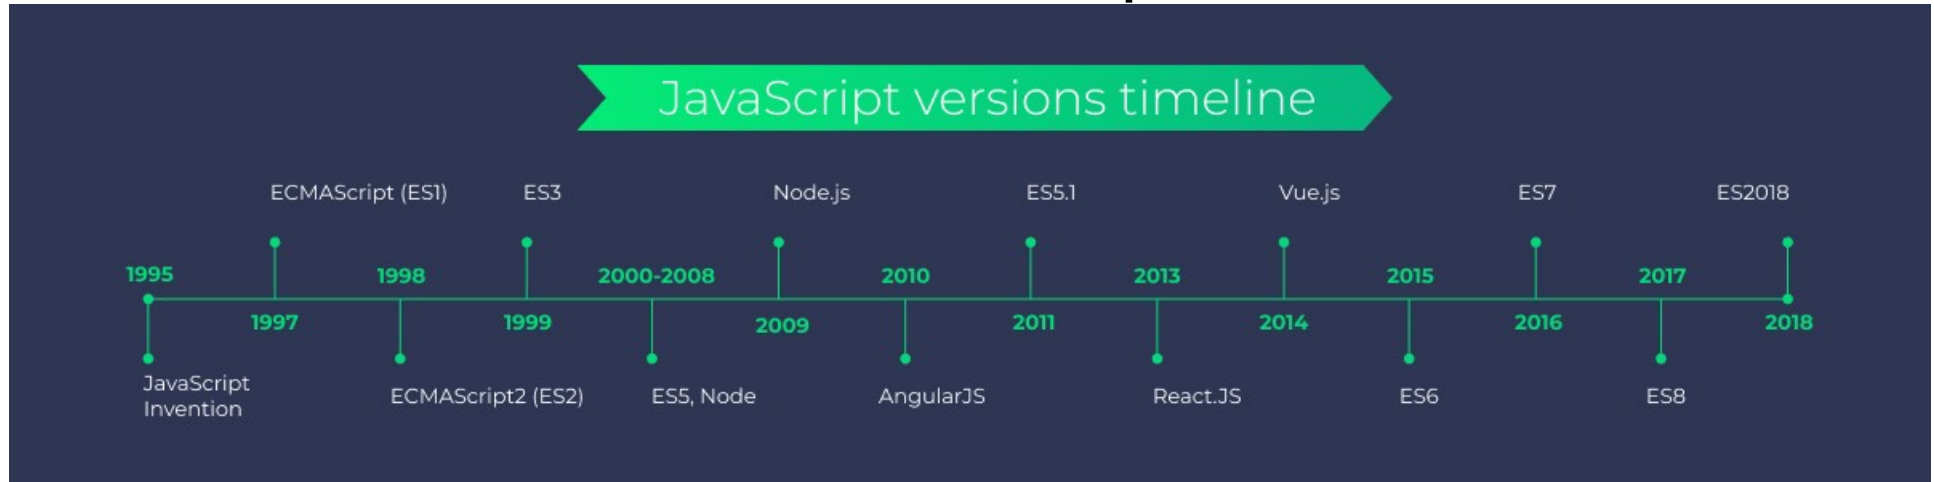 JavaScript versions timeline
ECMAScript (ES1)
ES3
Node.js
ES5.1
Vue.js
ES7
ES2018
1995
1998
2000-2008
2010
2013
2015
2017
1997
1999
2009
2011
2014
2016
2018
JavaScript
Invention
ECMAScript2 (ES2)
ES5, Node
AngularJS
React.JS
ES6
ES8